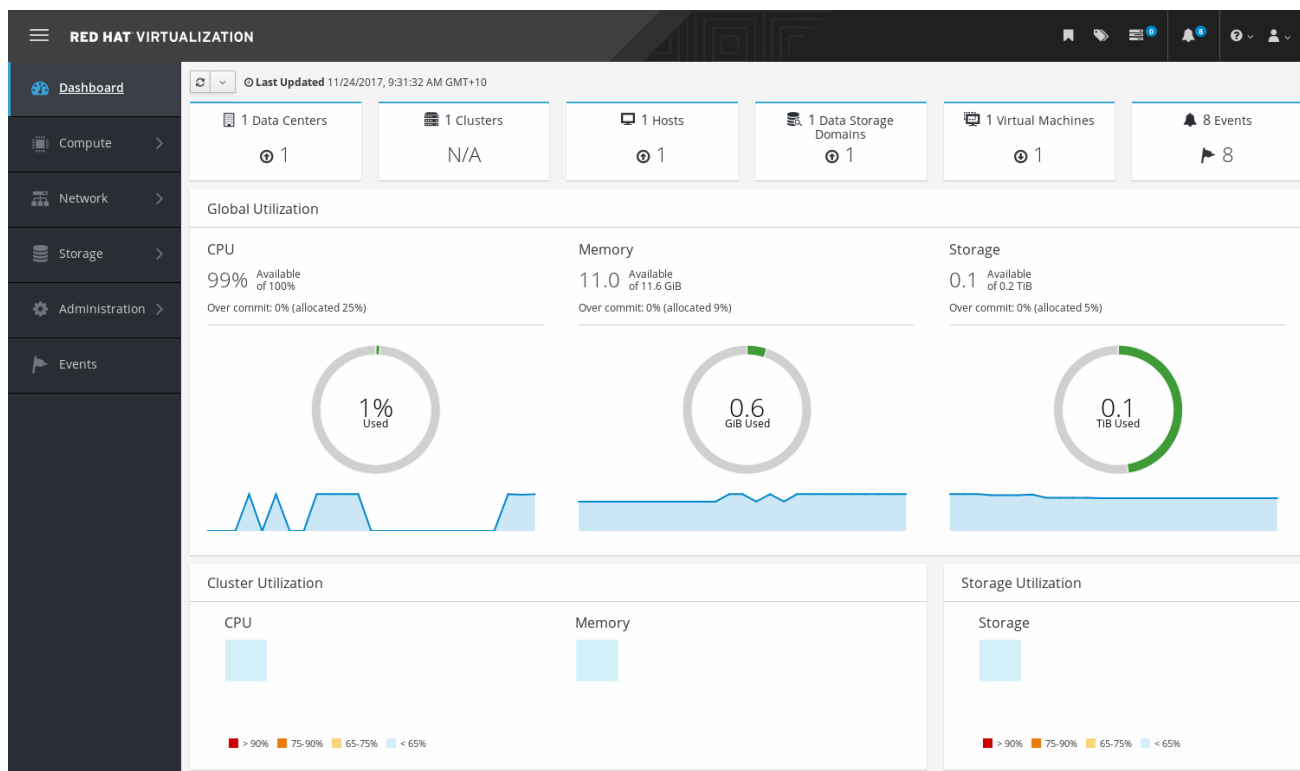 RED HAT VIRTUALIZATION
0
8
Dashboard
Compute
Network
Storage
Administration
Events
Last Updated 11/24/2017, 9:31:32 AM GMT+10
1 Data Centers
1
1 Clusters
N/A
1 Hosts
1
1 Data Storage
Domains
1
1 Virtual Machines
1
8 Events
8
Global Utilization
CPU
99% Available
of 100%
Over commit: 0% (allocated 25%)
1%
Used
Memory
11.0 Available
of 11.6 GiB
Over commit: 0% (allocated 9%)
0.6
GiB Used
Storage
0.1 Available
of 0.2 TiB
Over commit: 0% (allocated 5%)
0.1
TiB Used
Cluster Utilization
CPU
Memory
> 90% 75-90% 65-75% < 65%
Storage Utilization
Storage
> 90% 75-90% 65-75% < 65%